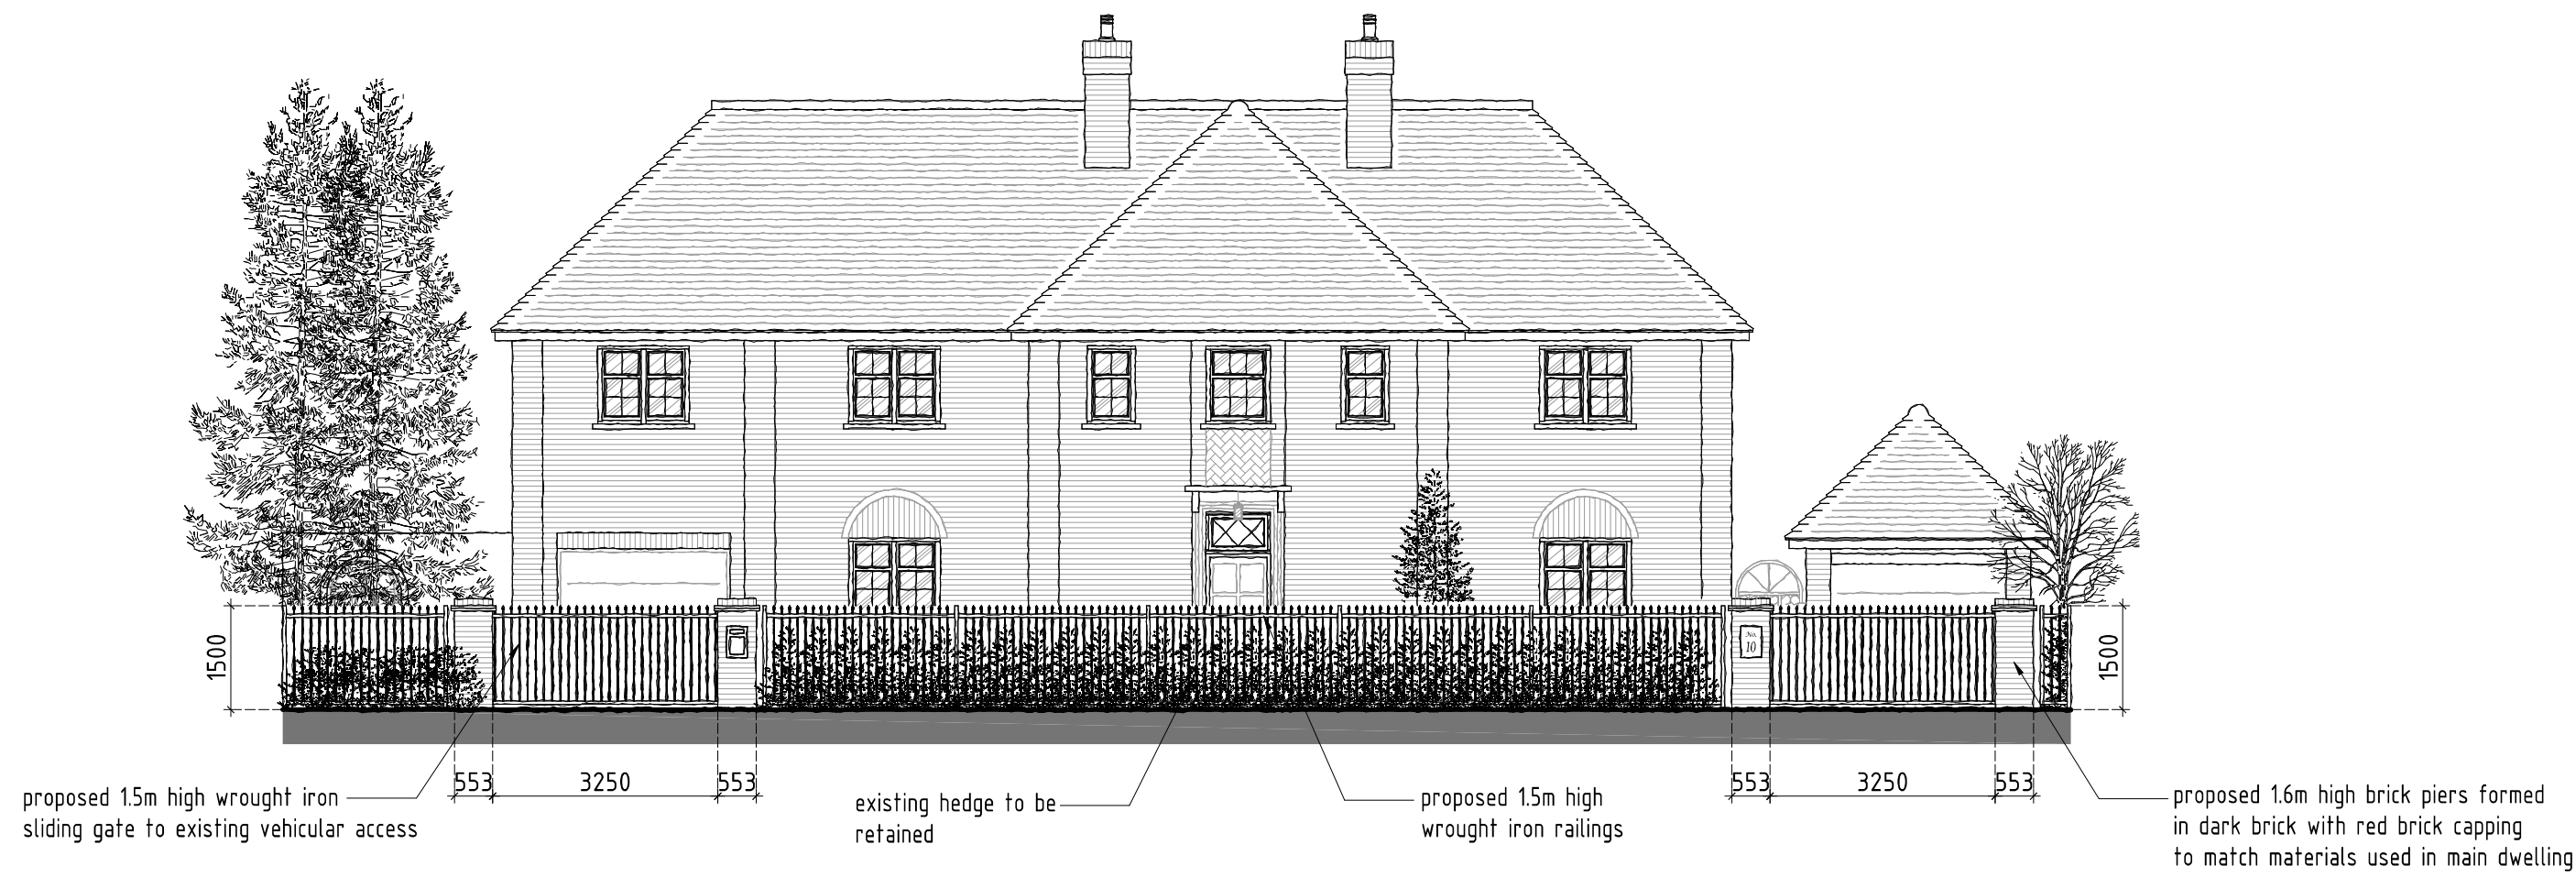 No.
10
1500
1500
553
3250
553
553
3250
553
proposed 1.5m high wrought iron
sliding gate to existing vehicular access
existing hedge to be
retained
proposed 1.5m high
wrought iron railings
proposed 1.6m high brick piers formed
in dark brick with red brick capping
to match materials used in main dwelling